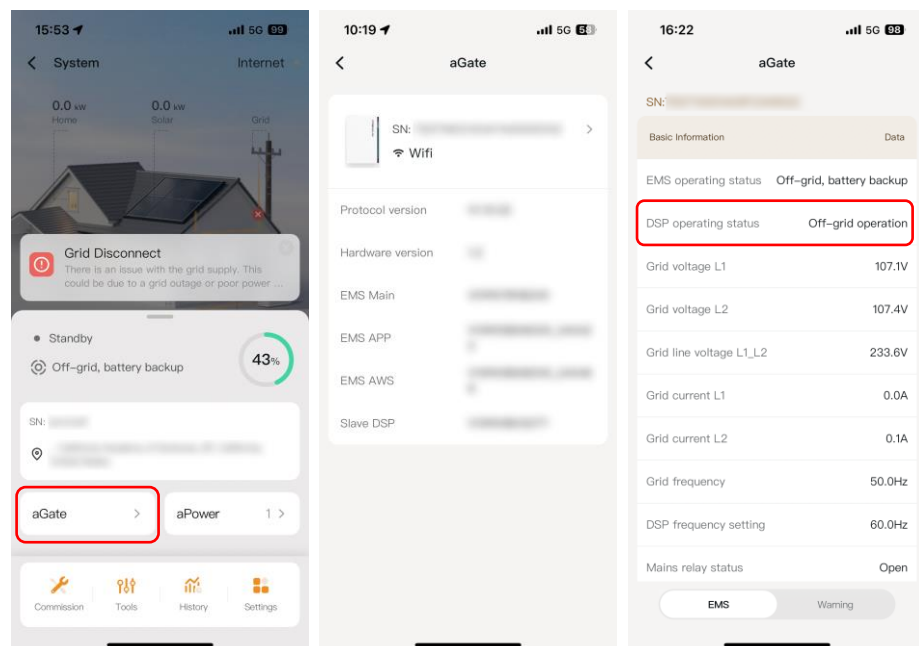 15:53
5G 99
System
Internet
0.0 kw
Home
0.0 kw
Solar
Grid
Grid Disconnect
There is an issue with the grid supply. This
could be due to a grid outage or poor power ...
Standby
Off-grid, battery backup
43%
SN:
aGate
aPower 1
Commission
Tools
History
Settings
10:19
5G
aGate
SN:
Wifi
Protocol version
Hardware version
EMS Main
EMS APP
EMS AWS
Slave DSP
16:22
5G 98
aGate
SN:
Basic Information Data
EMS operating status Off-grid, battery backup
DSP operating status Off-grid operation
Grid voltage L1 107.1V
Grid voltage L2 107.4V
Grid line voltage L1_L2 233.6V
Grid current L1 0.0A
Grid current L2 0.1A
Grid frequency 50.0Hz
DSP frequency setting 60.0Hz
Mains relay status Open
EMS Warning